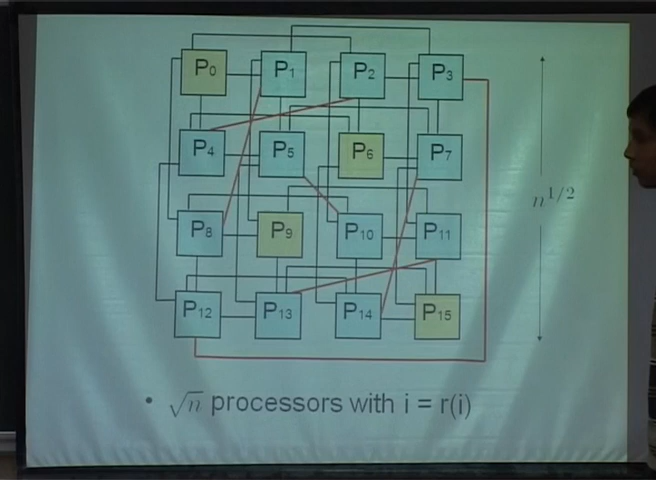 P0 P1 P2 P3
P4 P5 P6 P7
n^{1/2}
P8 P9 P10 P11
P12 P13 P14 P15
• √n processors with i = r(i)